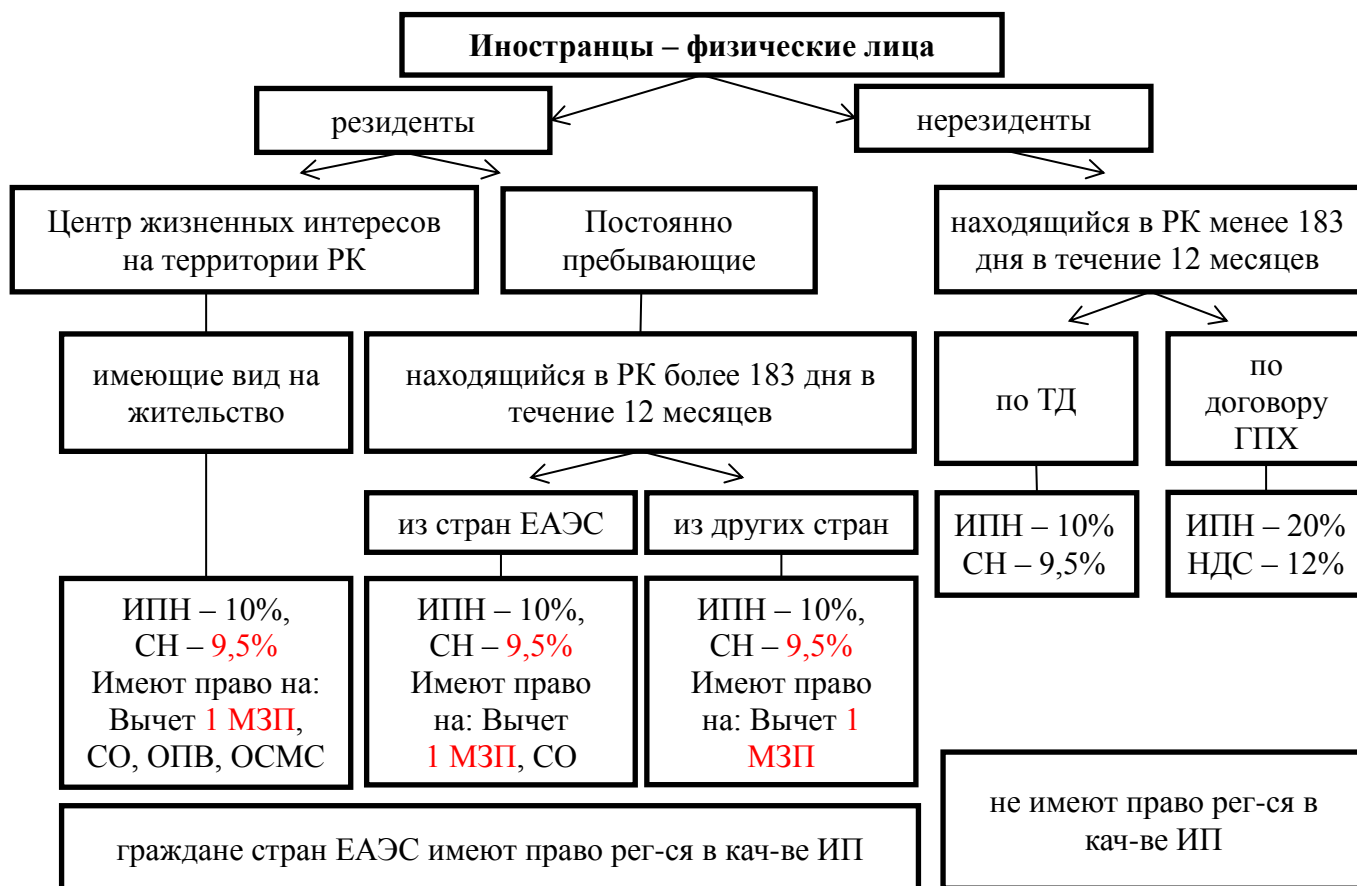 Иностранцы – физические лица
резиденты
нерезиденты
Центр жизненных интересов
на территории РК
Постоянно
пребывающие
находящийся в РК менее 183
дня в течение 12 месяцев
имеющие вид на
жительство
находящийся в РК более 183 дня в
течение 12 месяцев
по ТД
по
договору
ГПХ
из стран ЕАЭС
из других стран
ИПН – 10%
СН – 9,5%
ИПН – 20%
НДС – 12%
ИПН – 10%,
СН – 9,5%
Имеют право на:
Вычет 1 МЗП,
СО, ОПВ, ОСМС
ИПН – 10%,
СН – 9,5%
Имеют право
на: Вычет
1 МЗП, СО
ИПН – 10%,
СН – 9,5%
Имеют право
на: Вычет 1
МЗП
не имеют право рег-ся в
кач-ве ИП
граждане стран ЕАЭС имеют право рег-ся в кач-ве ИП